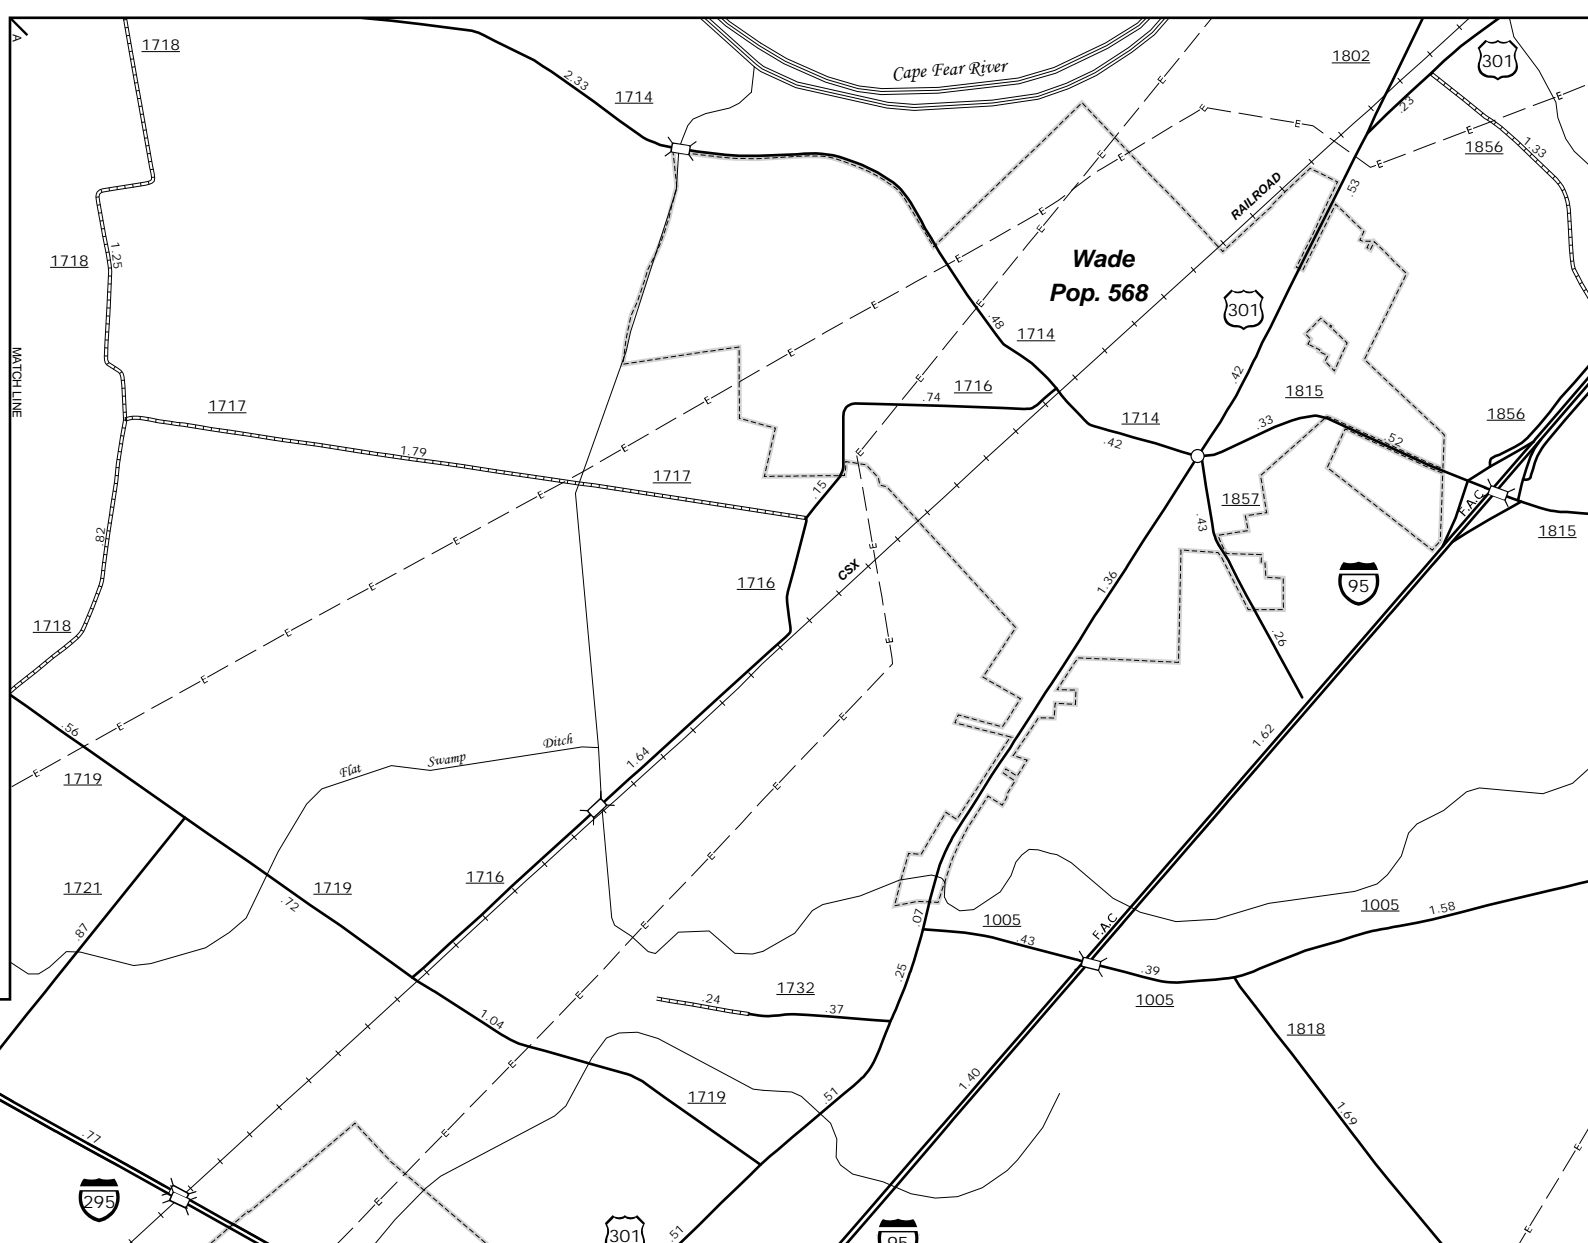 A
1718
2.33
1714
Cape Fear River
E
1802
301
.23
E
E
1856
1.33
E
E
E
E
E
E
.53
RAILROAD
1718
1.25
E
E
E
E
Wade
Pop. 568
301
.48
1714
MATCH LINE
E
E
1717
E
1716
.74
.42
1815
1714
.42
.33
1856
.52
1.79
E
E
1717
E
.15
1857
.43
F.A.C
1815
.82
E
E
CSX
1716
1.36
95
E
1718
E
E
.26
E
.56
E
E
1.62
Flat Swamp Ditch
1.64
1719
E
E
E
1721
1719
.72
1716
.87
E
.07
1005
.43
F.A.C
1005
1.58
.25
.39
1005
1732
.24
.37
E
1.04
1818
E
1719
.51
1.40
1.69
.77
E
E
295
E
301
.51
95
E